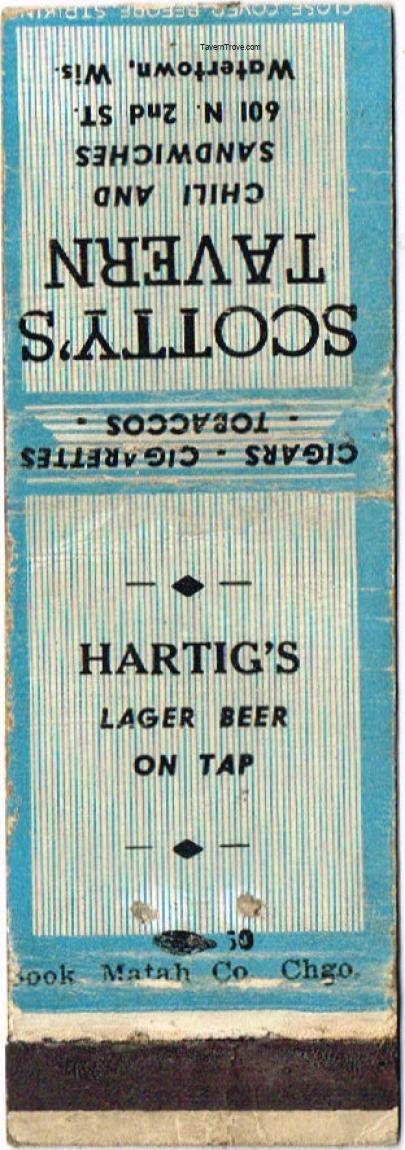 TavernTrove.com
CLOSE COVER BEFORE STRIKING
SCOTTY'S
TAVERN
CHILI AND
SANDWICHES
601 N. 2nd ST.
Watertown, Wis.
CIGARS - CIGARETTES
- TOBACCOS -
HARTIG'S
LAGER BEER
ON TAP
Match Co. Chgo.